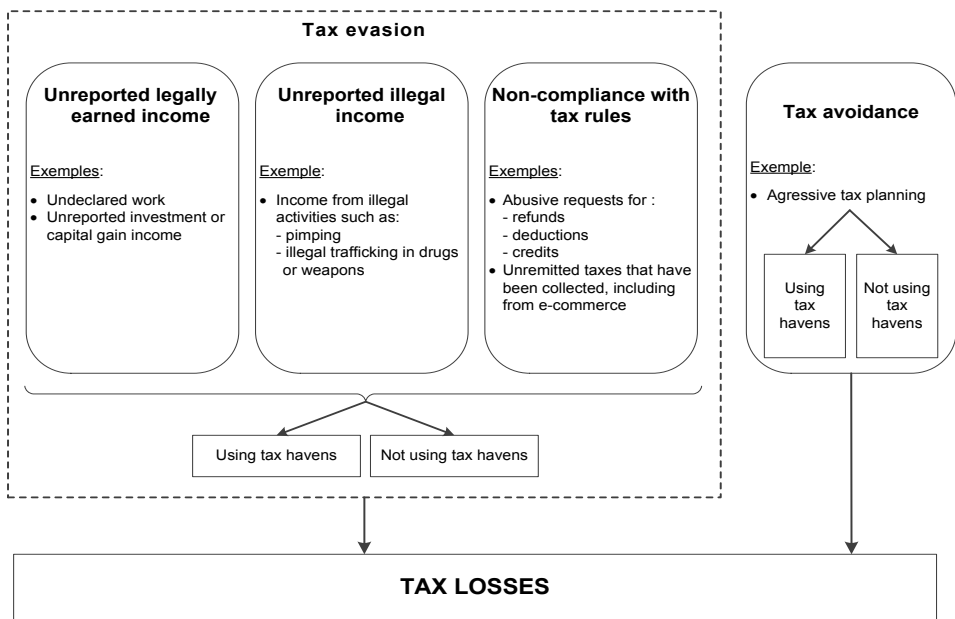 Tax evasion
Unreported legally
earned income
Exemples:
• Undeclared work
• Unreported investment or
capital gain income
Unreported illegal
income
Exemple:
• Income from illegal
activities such as:
- pimping
- illegal trafficking in drugs
or weapons
Non-compliance with
tax rules
Exemples:
• Abusive requests for :
- refunds
- deductions
- credits
• Unremitted taxes that have
been collected, including
from e-commerce
Using tax havens
Not using tax havens
Tax avoidance
Exemple:
• Agressive tax planning
Using
tax
havens
Not using
tax
havens
TAX LOSSES